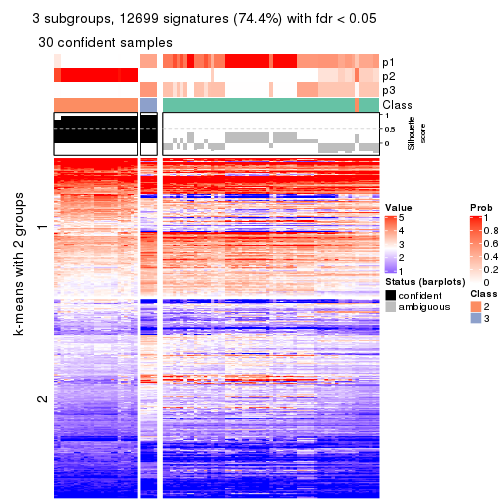 3 subgroups, 12699 signatures (74.4%) with fdr < 0.05
30 confident samples
p1
p2
p3
Class
1
0.5
0
Silhouette
score
k-means with 2 groups
1
2
Value
5
4
3
2
1
Status (barplots)
confident
ambiguous
Prob
1
0.8
0.6
0.4
0.2
0
Class
2
3